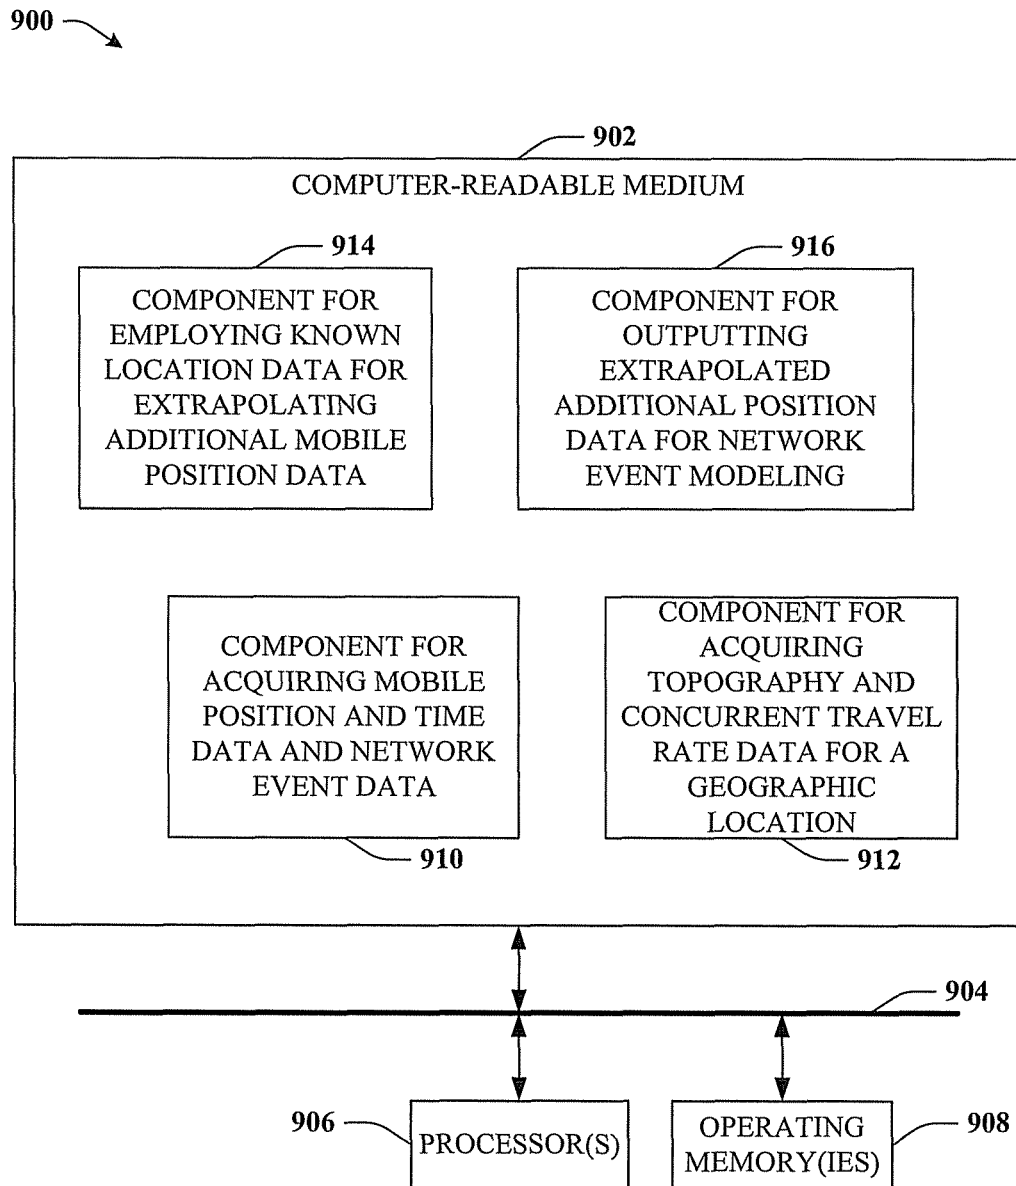 900
902
COMPUTER-READABLE MEDIUM
914
COMPONENT FOR
EMPLOYING KNOWN
LOCATION DATA FOR
EXTRAPOLATING
ADDITIONAL MOBILE
POSITION DATA
916
COMPONENT FOR
OUTPUTTING
EXTRAPOLATED
ADDITIONAL POSITION
DATA FOR NETWORK
EVENT MODELING
COMPONENT FOR
ACQUIRING MOBILE
POSITION AND TIME
DATA AND NETWORK
EVENT DATA
910
COMPONENT FOR
ACQUIRING
TOPOGRAPHY AND
CONCURRENT TRAVEL
RATE DATA FOR A
GEOGRAPHIC
LOCATION
912
904
906
PROCESSOR(S)
OPERATING
MEMORY(IES)
908